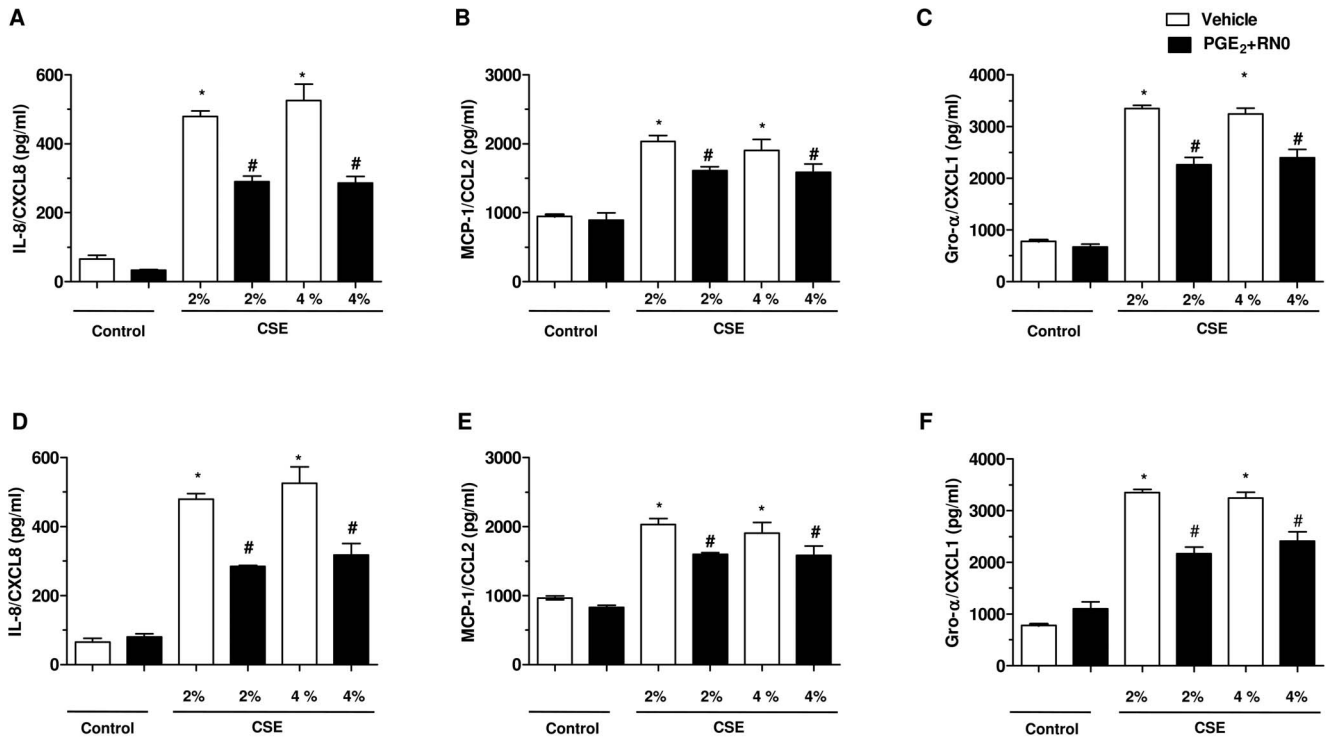 A
B
C
Vehicle
PGE₂+RN0
IL-8/CXCL8 (pg/ml)
600
400
200
0
*
#
*
#
2%
2%
4 %
4%
Control
CSE
MCP-1/CCL2 (pg/ml)
3000
2000
1000
0
*
#
*
#
2%
2%
4 %
4%
Control
CSE
Gro-α/CXCL1 (pg/ml)
4000
3000
2000
1000
0
*
#
*
#
2%
2%
4 %
4%
Control
CSE
D
E
F
IL-8/CXCL8 (pg/ml)
600
400
200
0
*
#
*
#
2%
2%
4 %
4%
Control
CSE
MCP-1/CCL2 (pg/ml)
3000
2000
1000
0
*
#
*
#
2%
2%
4 %
4%
Control
CSE
Gro-α/CXCL1 (pg/ml)
4000
3000
2000
1000
0
*
#
*
#
2%
2%
4 %
4%
Control
CSE